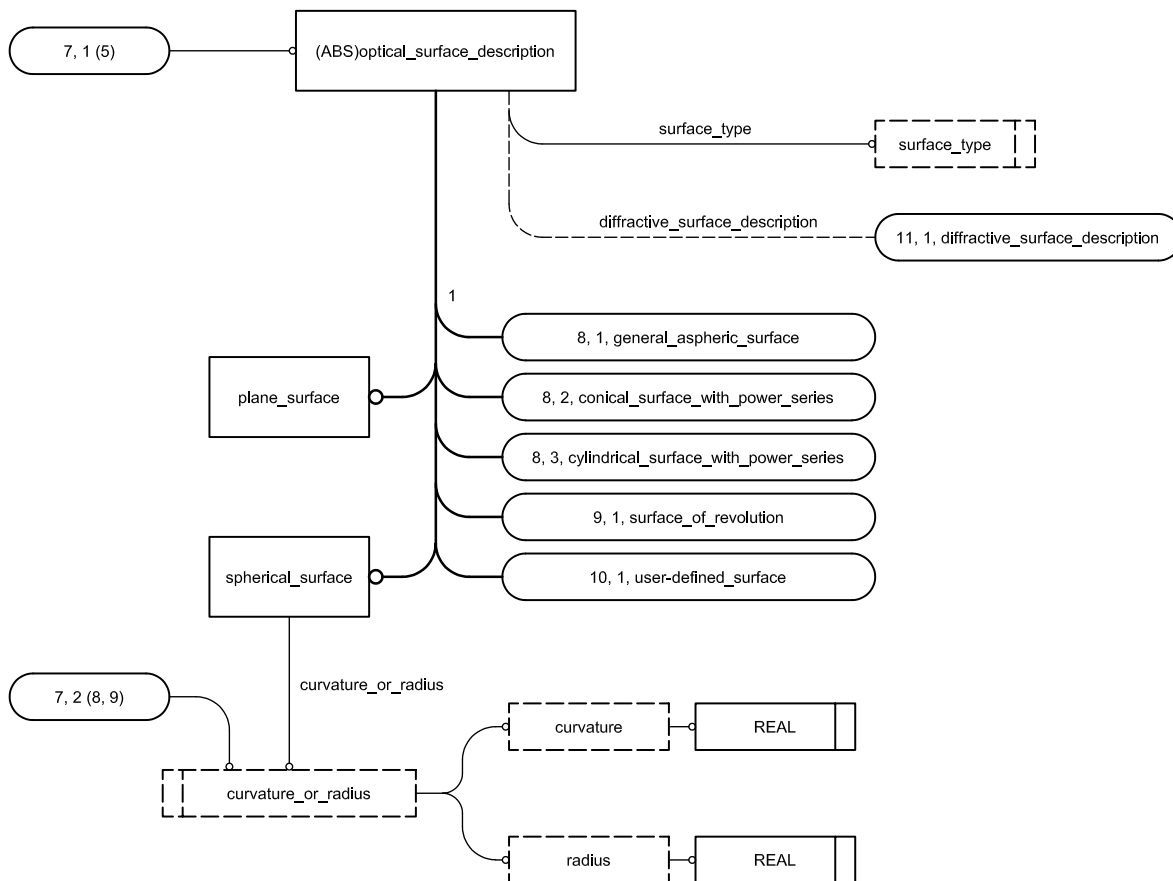 7, 1 (5)
(ABS)optical_surface_description
surface_type
surface_type
diffractive_surface_description
11, 1, diffractive_surface_description
1
8, 1, general_aspheric_surface
plane_surface
8, 2, conical_surface_with_power_series
8, 3, cylindrical_surface_with_power_series
9, 1, surface_of_revolution
spherical_surface
10, 1, user-defined_surface
curvature_or_radius
7, 2 (8, 9)
curvature
REAL
curvature_or_radius
radius
REAL